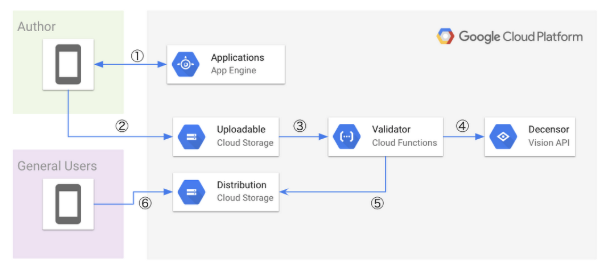 Author
Google Cloud Platform
①
Applications
App Engine
②
Uploadable
Cloud Storage
③
Validator
Cloud Functions
④
Decensor
Vision API
General Users
Distribution
Cloud Storage
⑤
⑥